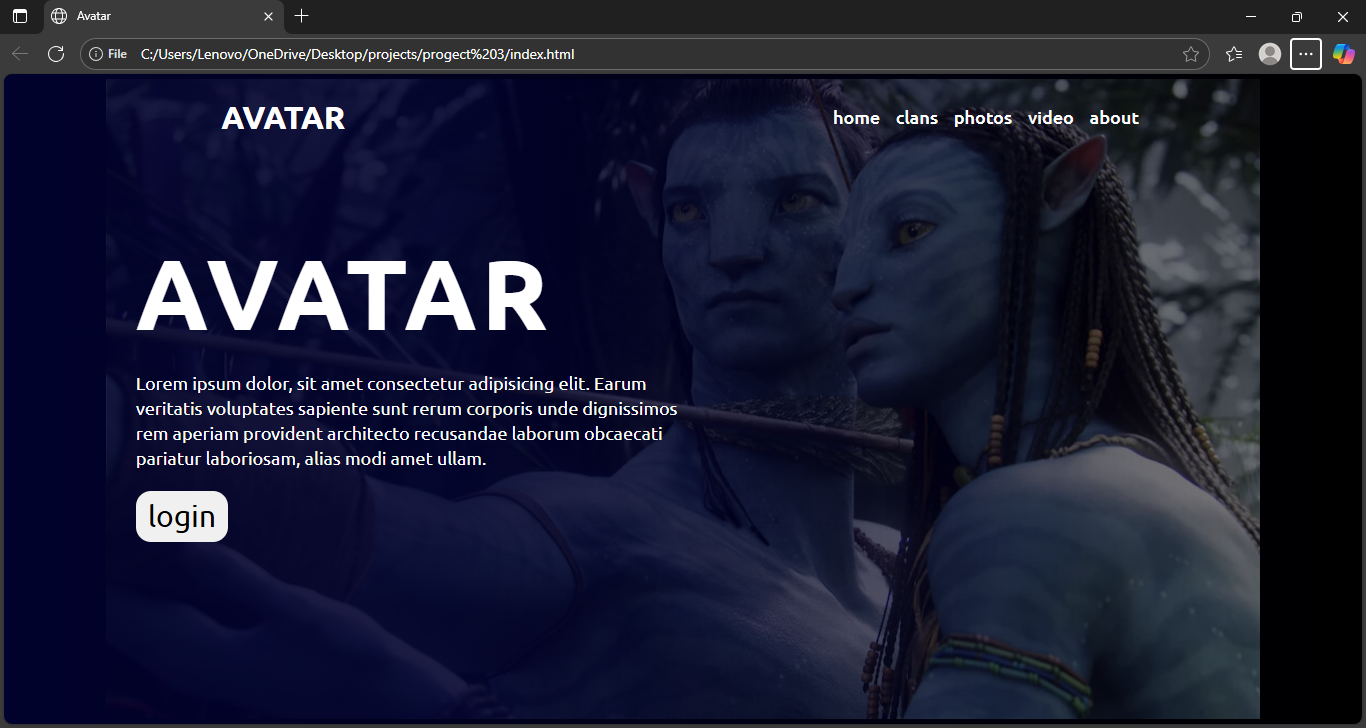 Avatar
File C:/Users/Lenovo/OneDrive/Desktop/projects/progect%203/index.html
AVATAR home clans photos video about
AVATAR
Lorem ipsum dolor, sit amet consectetur adipisicing elit. Earum
veritatis voluptates sapiente sunt rerum corporis unde dignissimos
rem aperiam provident architecto recusandae laborum obcaecati
pariatur laboriosam, alias modi amet ullam.
login